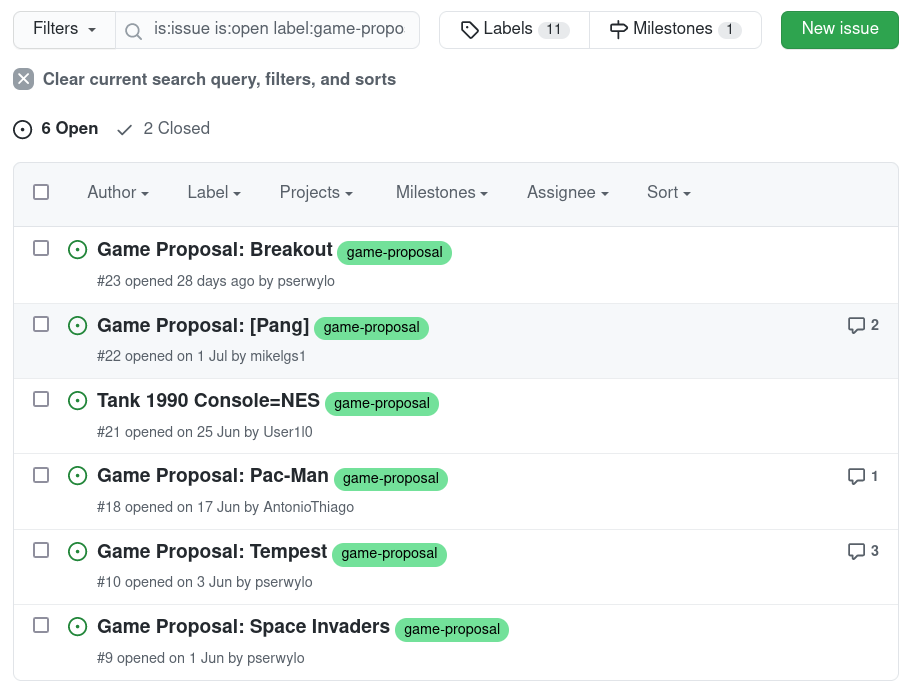 Filters is:issue is:open label:game-propo Labels 11 Milestones 1 New issue
Clear current search query, filters, and sorts
6 Open 2 Closed
Author Label Projects Milestones Assignee Sort
Game Proposal: Breakout game-proposal
#23 opened 28 days ago by pserwylo
Game Proposal: [Pang] game-proposal 2
#22 opened on 1 Jul by mikelgs1
Tank 1990 Console=NES game-proposal
#21 opened on 25 Jun by User1l0
Game Proposal: Pac-Man game-proposal 1
#18 opened on 17 Jun by AntonioThiago
Game Proposal: Tempest game-proposal 3
#10 opened on 3 Jun by pserwylo
Game Proposal: Space Invaders game-proposal
#9 opened on 1 Jun by pserwylo